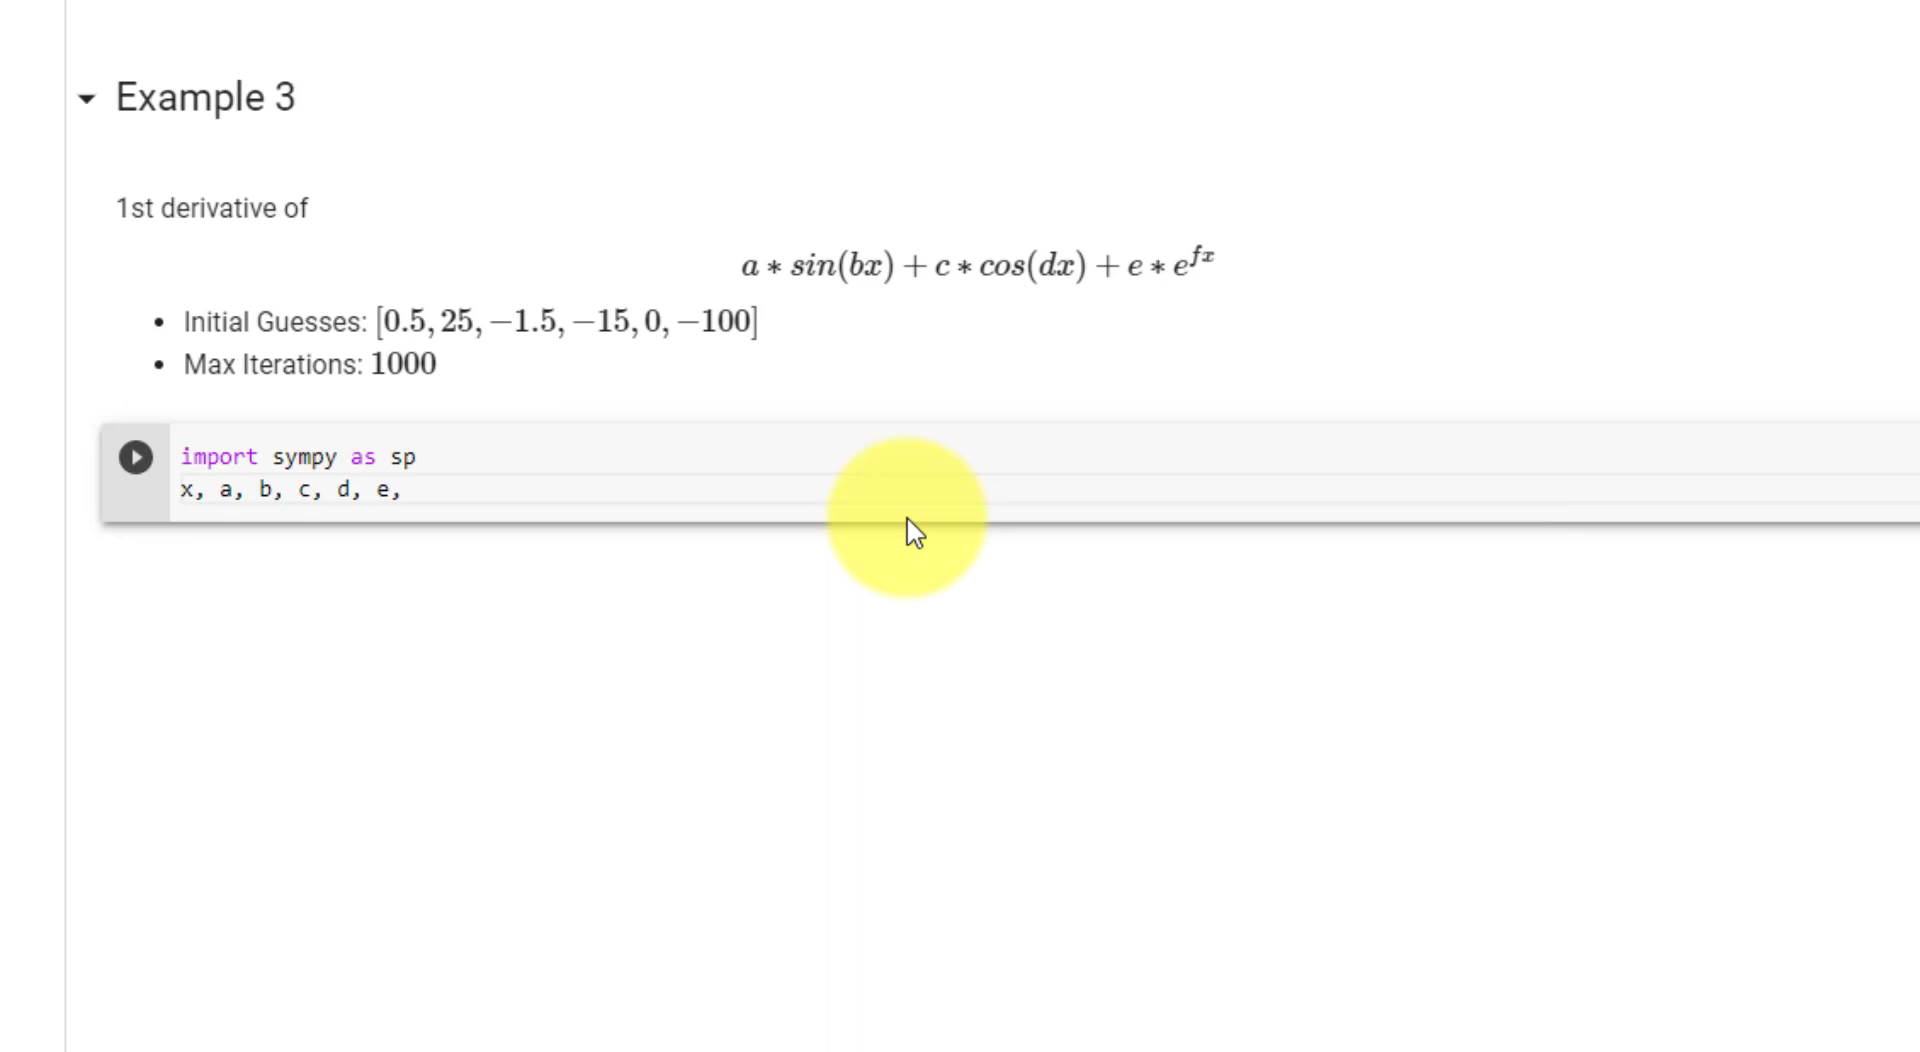 Example 3
1st derivative of
a ∗ sin(bx) + c ∗ cos(dx) + e ∗ e^{fx}
• Initial Guesses: [0.5, 25, −1.5, −15, 0, −100]
• Max Iterations: 1000
import sympy as sp
x, a, b, c, d, e,